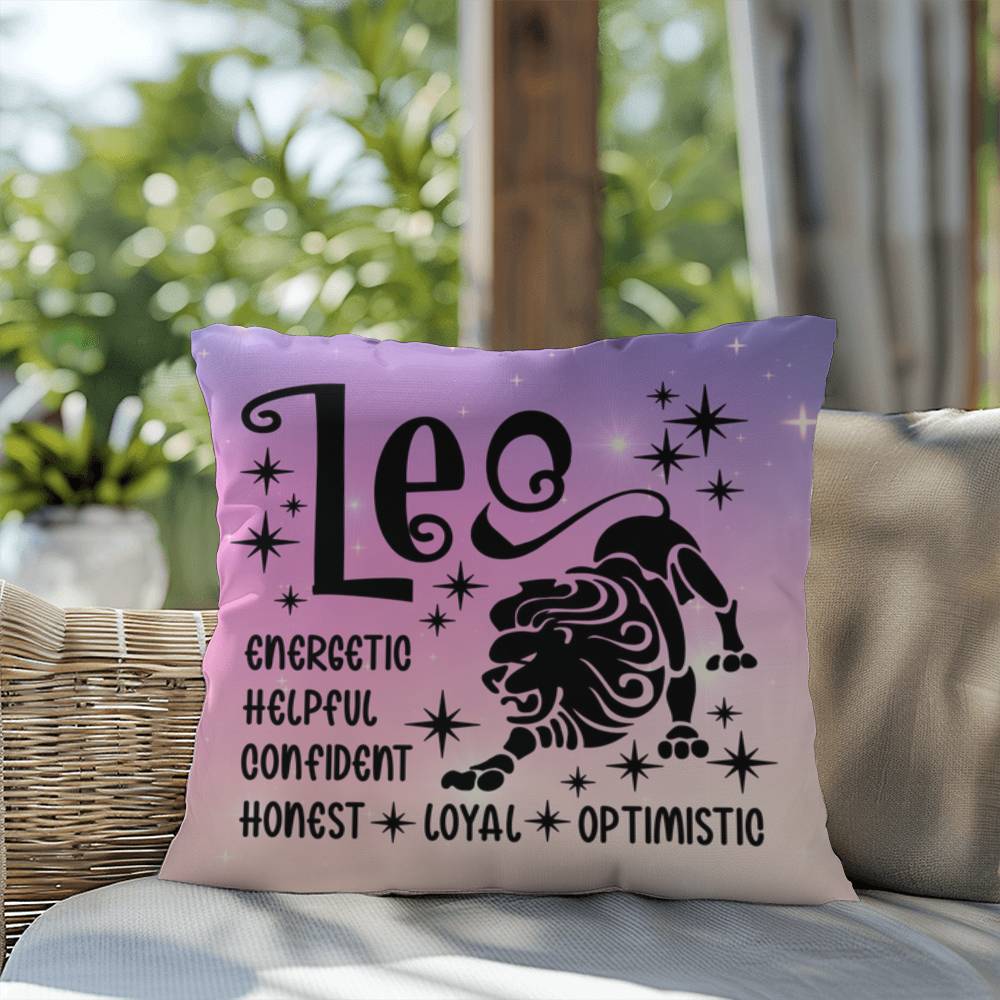 Leo
ENERGETIC
HELPFUL
CONFIDENT
HONEST LOYAL OPTIMISTIC